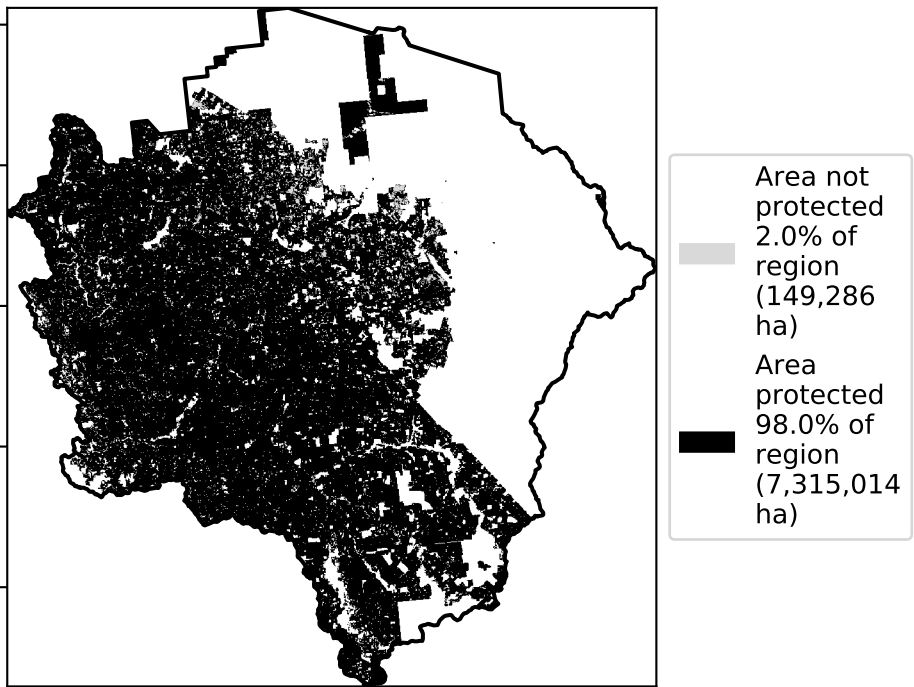 Area not
protected
2.0% of
region
(149,286
ha)
Area
protected
98.0% of
region
(7,315,014
ha)